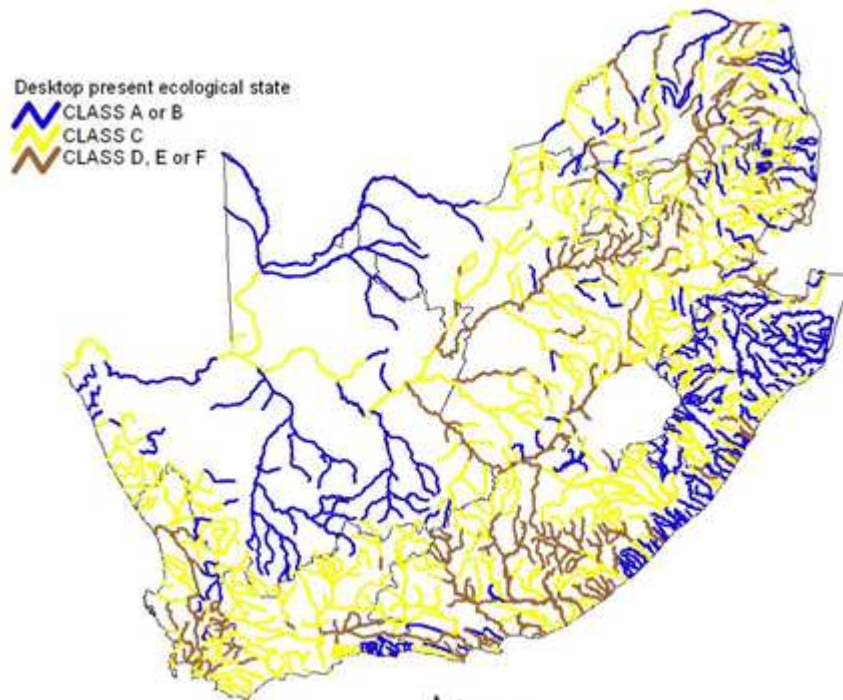 Desktop present ecological state
CLASS A or B
CLASS C
CLASS D, E or F